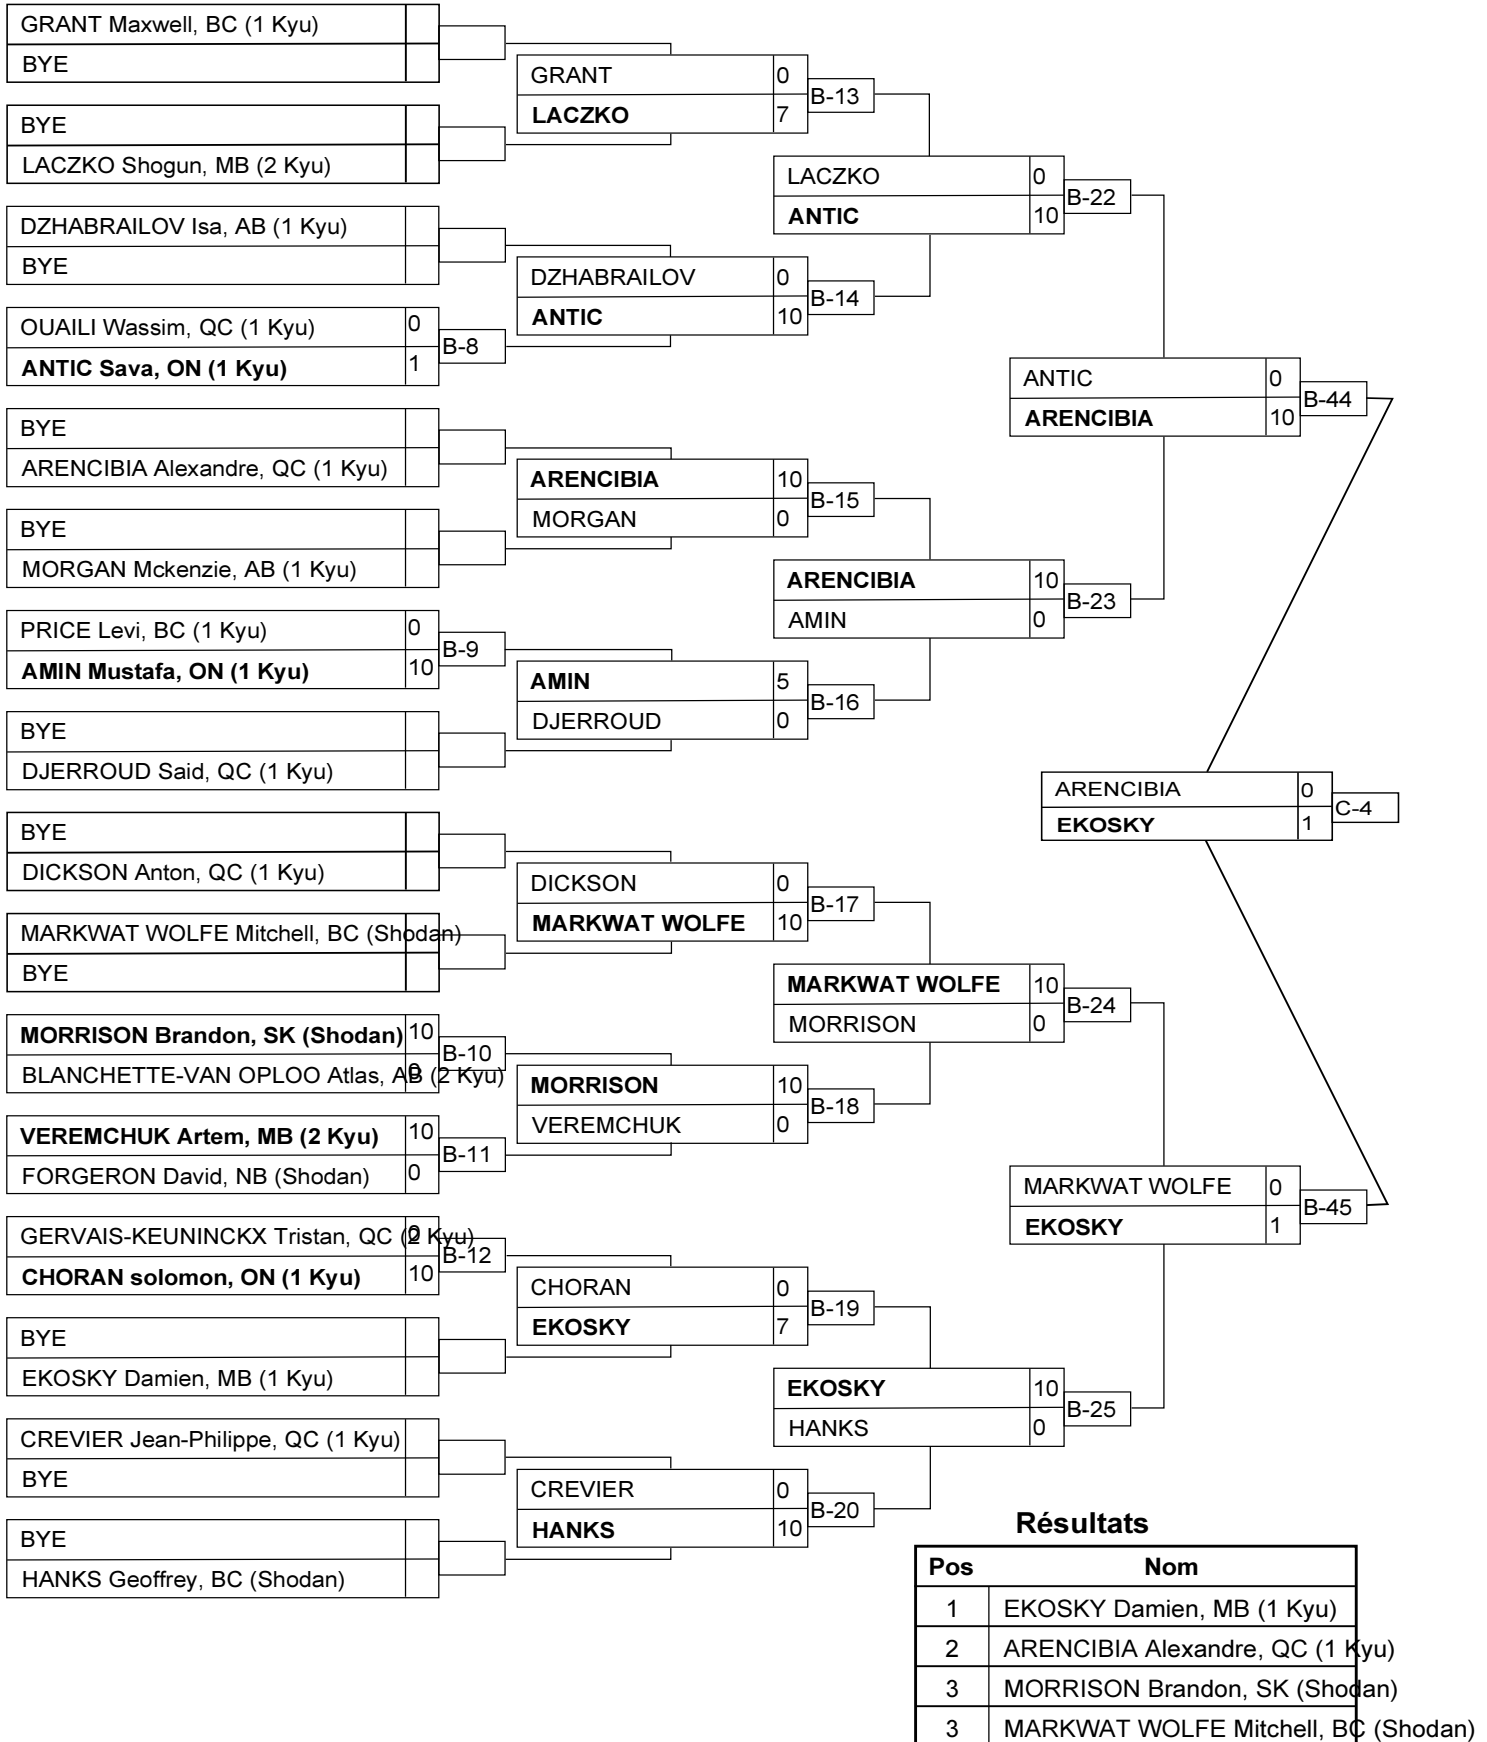 GRANT Maxwell, BC (1 Kyu)
BYE
BYE
LACZKO Shogun, MB (2 Kyu)
DZHABRAILOV Isa, AB (1 Kyu)
BYE
OUAILI Wassim, QC (1 Kyu) 0
ANTIC Sava, ON (1 Kyu) 1
B-8
BYE
ARENCIBIA Alexandre, QC (1 Kyu)
BYE
MORGAN Mckenzie, AB (1 Kyu)
PRICE Levi, BC (1 Kyu) 0
AMIN Mustafa, ON (1 Kyu) 10
B-9
BYE
DJERROUD Said, QC (1 Kyu)
BYE
DICKSON Anton, QC (1 Kyu)
MARKWAT WOLFE Mitchell, BC (Shodan)
BYE
MORRISON Brandon, SK (Shodan) 10
BLANCHETTE-VAN OPLOO Atlas, AB (2 Kyu) 0
B-10
VEREMCHUK Artem, MB (2 Kyu) 10
FORGERON David, NB (Shodan) 0
B-11
GERVAIS-KEUNINCKX Tristan, QC (2 Kyu) 0
CHORAN solomon, ON (1 Kyu) 10
B-12
BYE
EKOSKY Damien, MB (1 Kyu)
CREVIER Jean-Philippe, QC (1 Kyu)
BYE
BYE
HANKS Geoffrey, BC (Shodan)
GRANT 0
LACZKO 7
B-13
DZHABRAILOV 0
ANTIC 10
B-14
ARENCIBIA 10
MORGAN 0
B-15
AMIN 5
DJERROUD 0
B-16
DICKSON 0
MARKWAT WOLFE 10
B-17
MORRISON 10
VEREMCHUK 0
B-18
CHORAN 0
EKOSKY 7
B-19
CREVIER 0
HANKS 10
B-20
LACZKO 0
ANTIC 10
B-22
ARENCIBIA 10
AMIN 0
B-23
MARKWAT WOLFE 10
MORRISON 0
B-24
EKOSKY 10
HANKS 0
B-25
ANTIC 0
ARENCIBIA 10
B-44
MARKWAT WOLFE 0
EKOSKY 1
B-45
ARENCIBIA 0
EKOSKY 1
C-4
Résultats
Pos Nom
1 EKOSKY Damien, MB (1 Kyu)
2 ARENCIBIA Alexandre, QC (1 Kyu)
3 MORRISON Brandon, SK (Shodan)
3 MARKWAT WOLFE Mitchell, BC (Shodan)